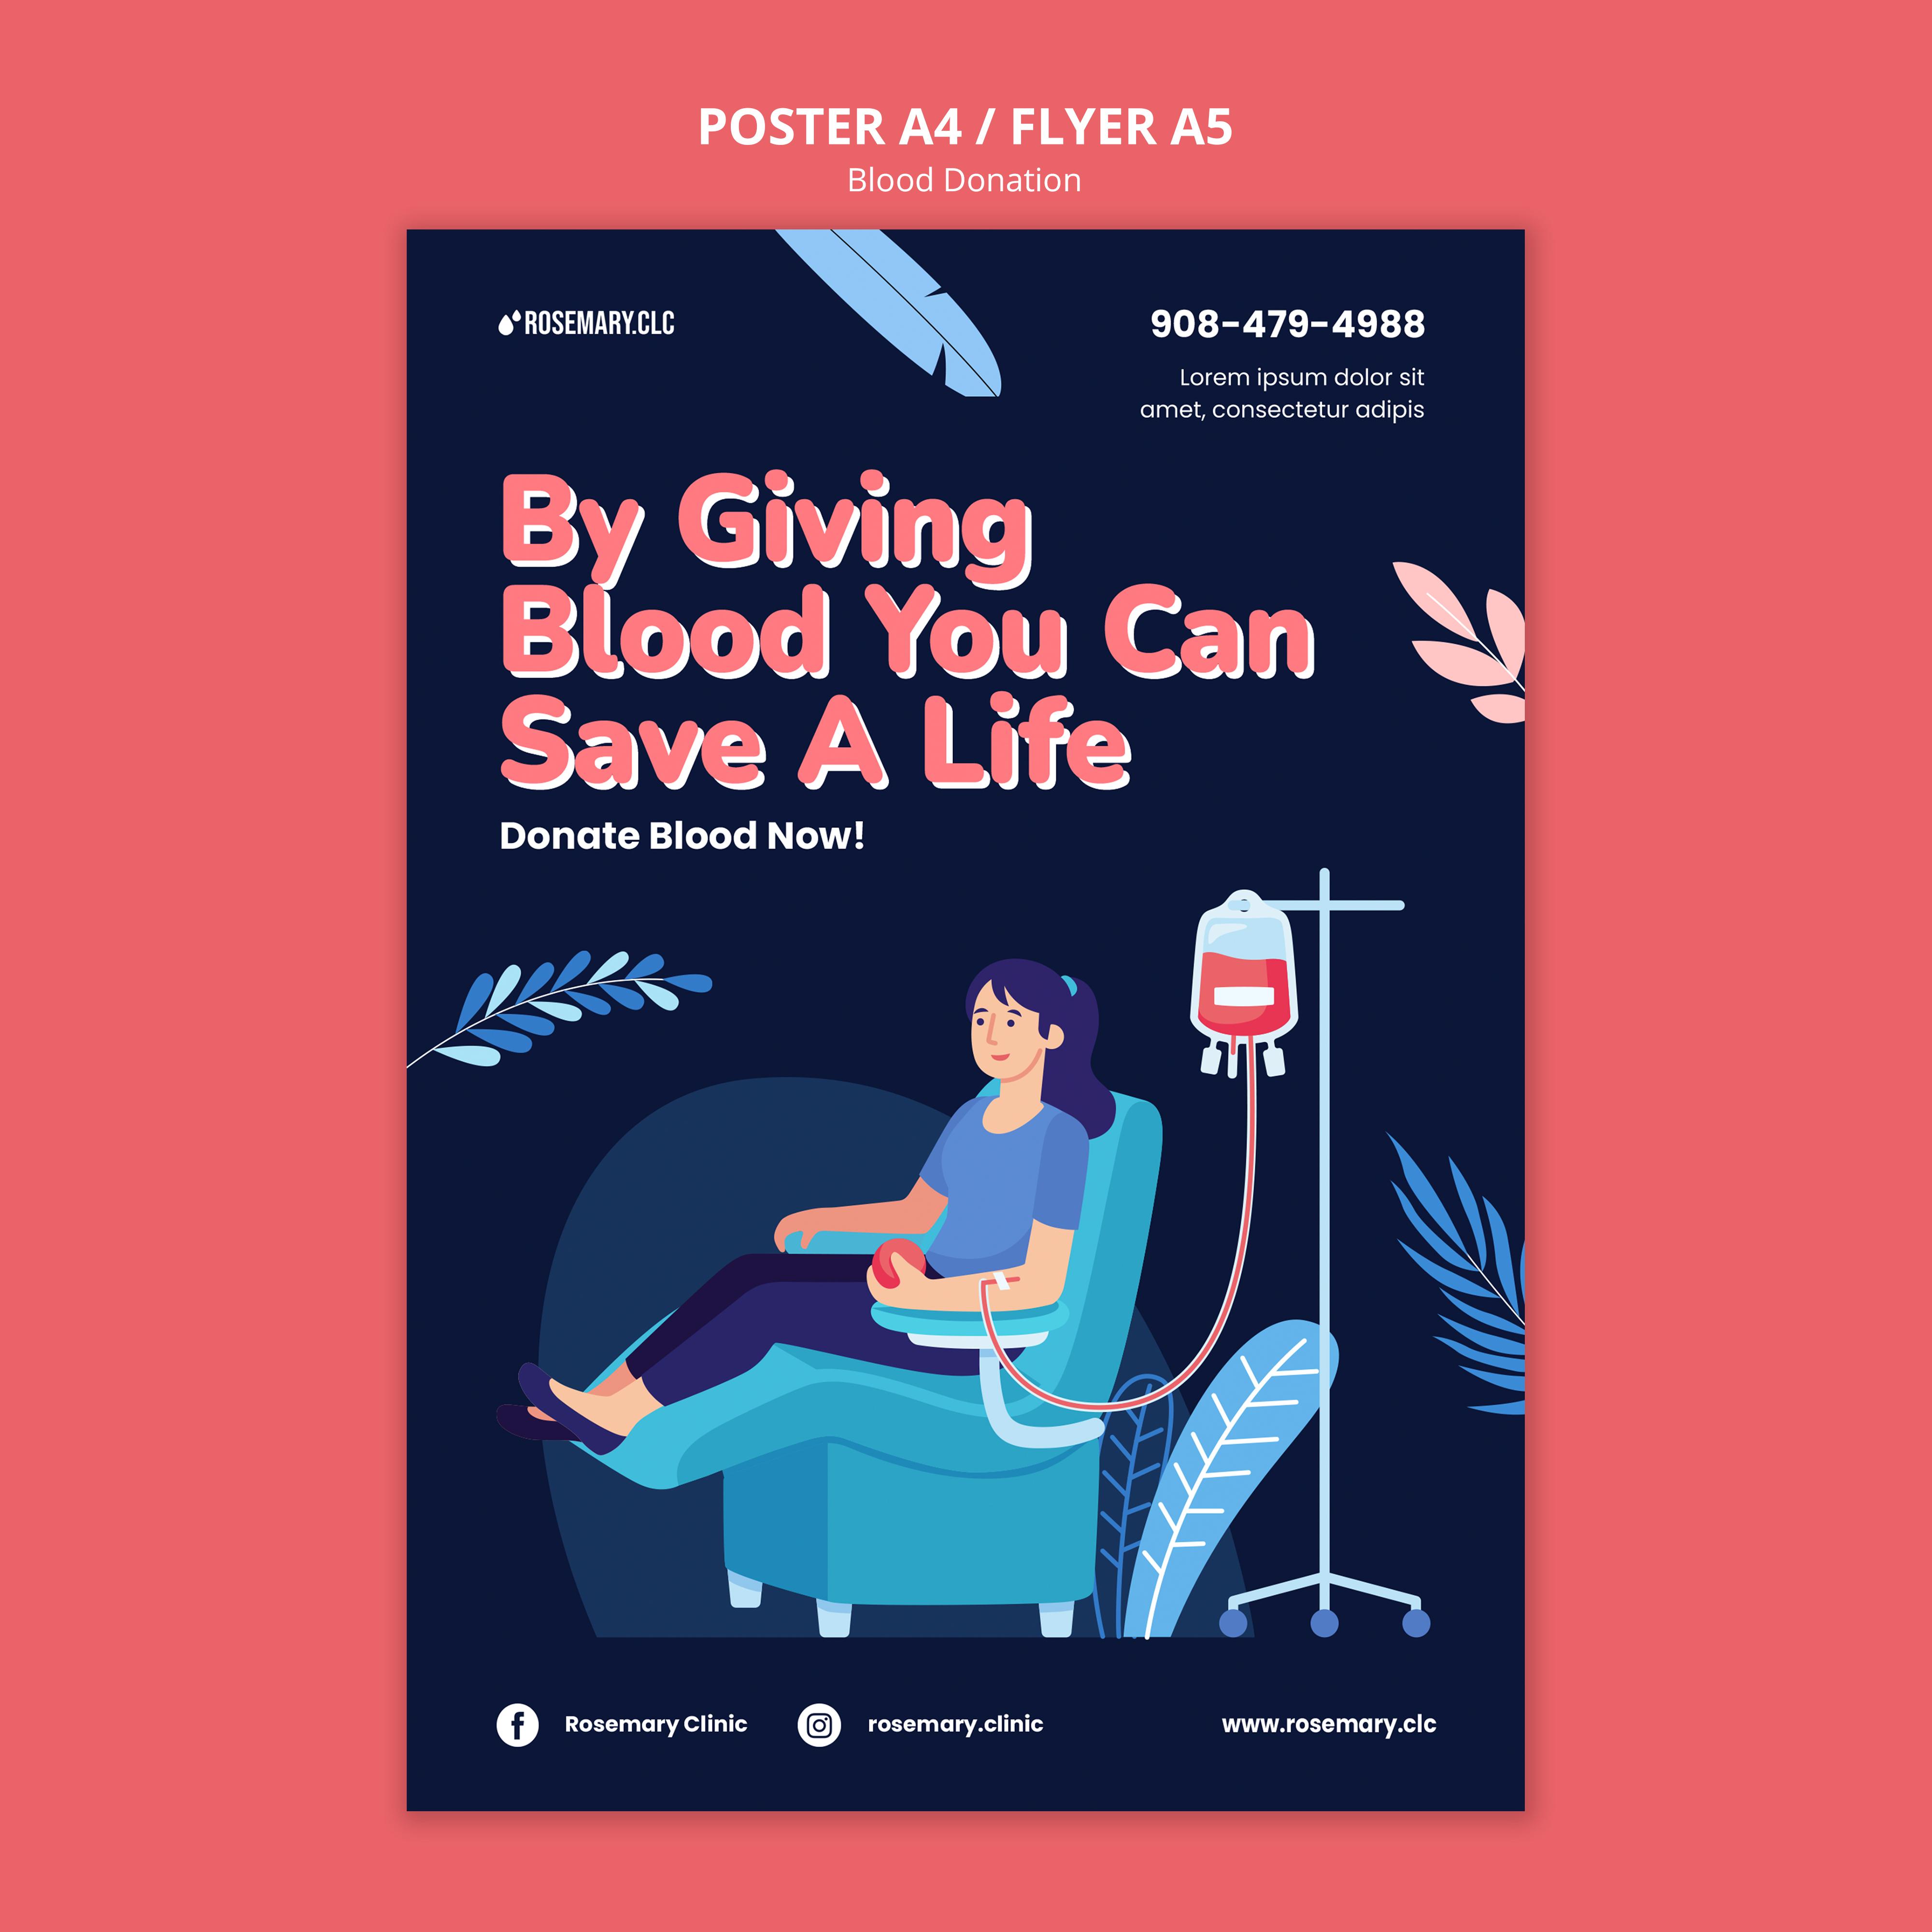 POSTER A4 / FLYER A5
Blood Donation
ROSEMARY.CLC
908-479-4988
Lorem ipsum dolor sit
amet, consectetur adipis
By Giving
Blood You Can
Save A Life
Donate Blood Now!
Rosemary Clinic
rosemary.clinic
www.rosemary.clc